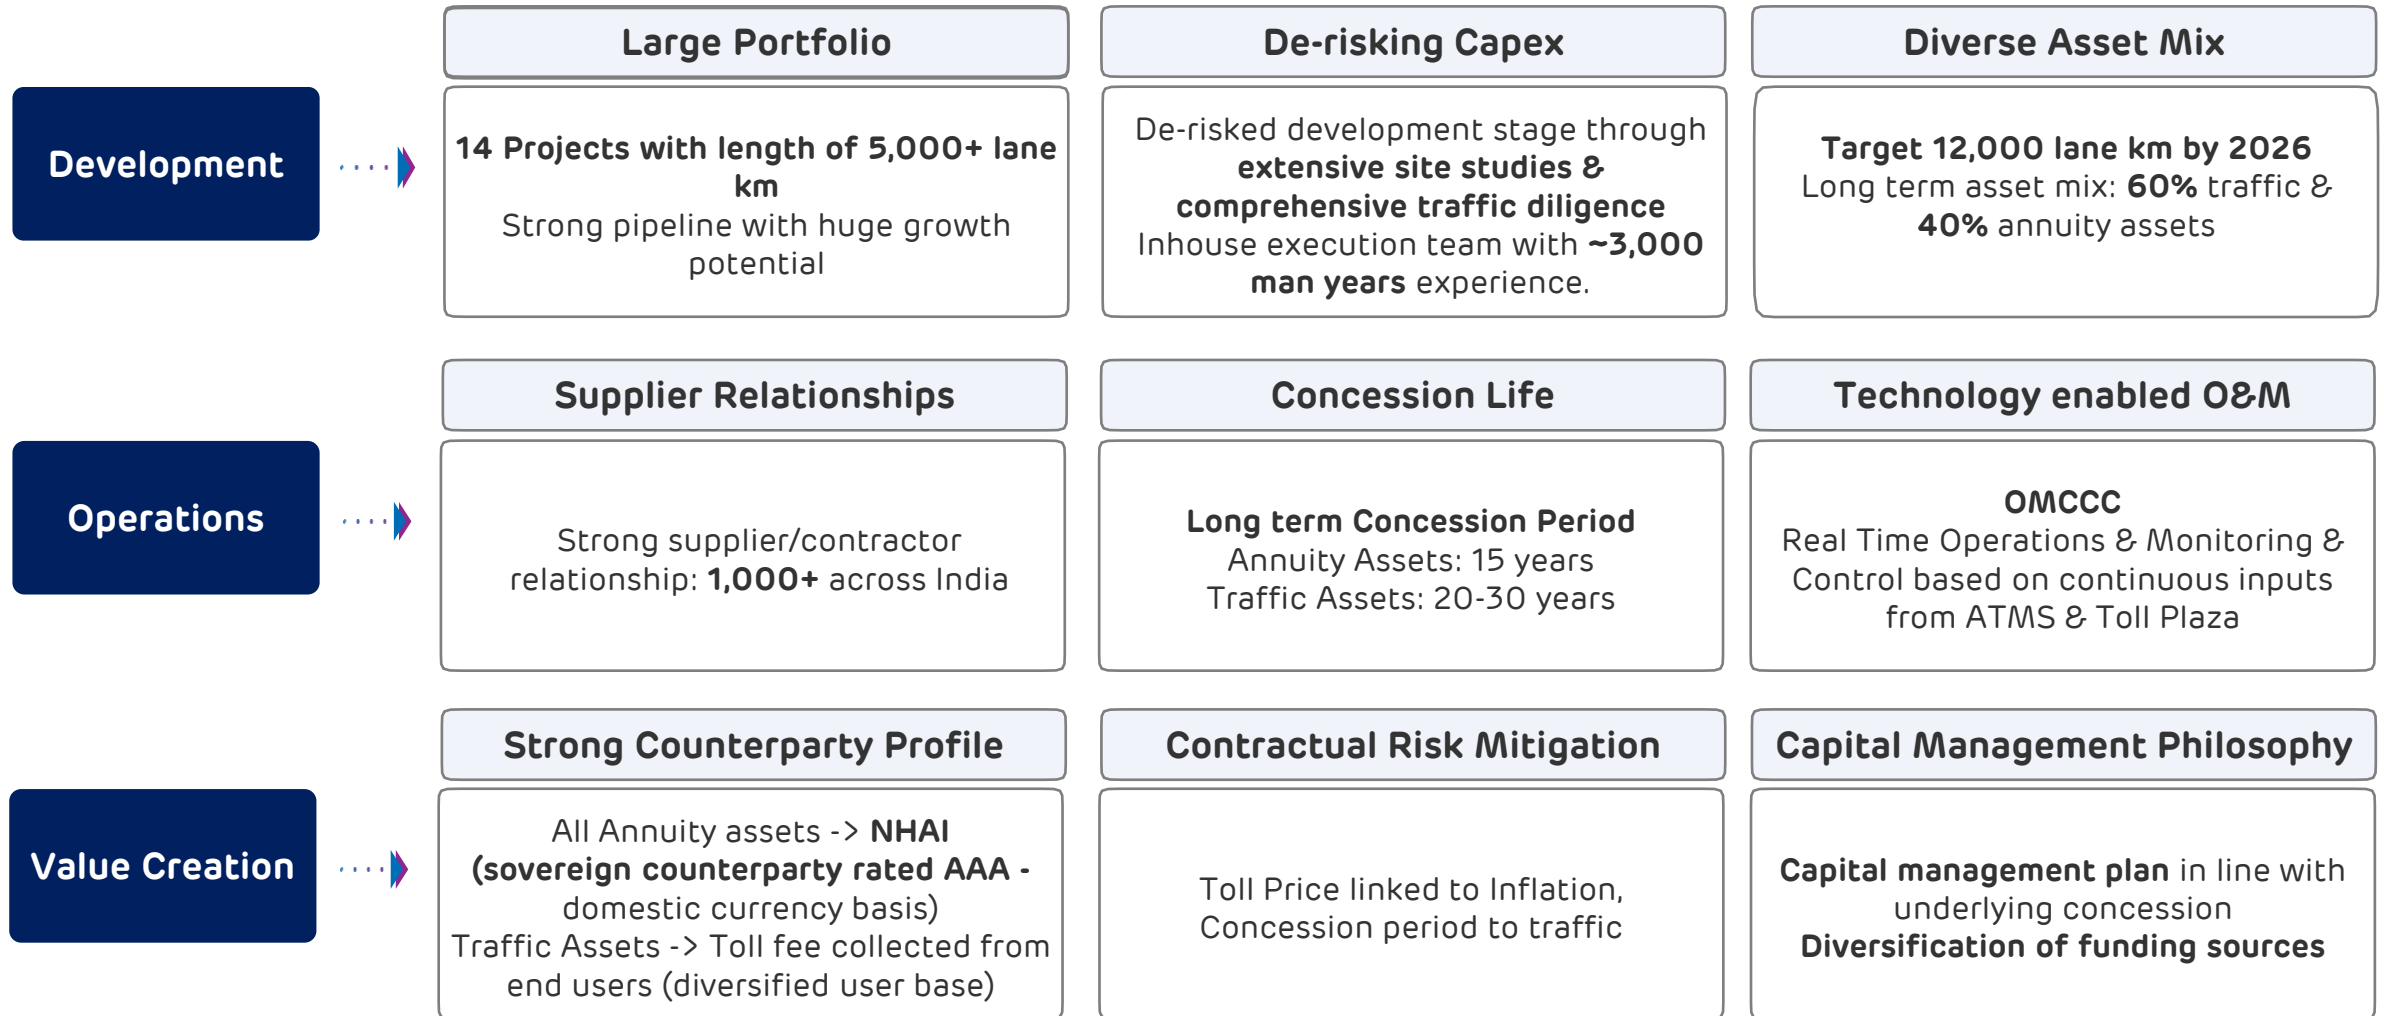 Large Portfolio
De-risking Capex
Diverse Asset Mix
Development
14 Projects with length of 5,000+ lane
km
Strong pipeline with huge growth
potential
De-risked development stage through
extensive site studies &
comprehensive traffic diligence
Inhouse execution team with ~3,000
man years experience.
Target 12,000 lane km by 2026
Long term asset mix: 60% traffic &
40% annuity assets
Supplier Relationships
Concession Life
Technology enabled O&M
Operations
Strong supplier/contractor
relationship: 1,000+ across India
Long term Concession Period
Annuity Assets: 15 years
Traffic Assets: 20-30 years
OMCCC
Real Time Operations & Monitoring &
Control based on continuous inputs
from ATMS & Toll Plaza
Strong Counterparty Profile
Contractual Risk Mitigation
Capital Management Philosophy
Value Creation
All Annuity assets -> NHAI
(sovereign counterparty rated AAA -
domestic currency basis)
Traffic Assets -> Toll fee collected from
end users (diversified user base)
Toll Price linked to Inflation,
Concession period to traffic
Capital management plan in line with
underlying concession
Diversification of funding sources